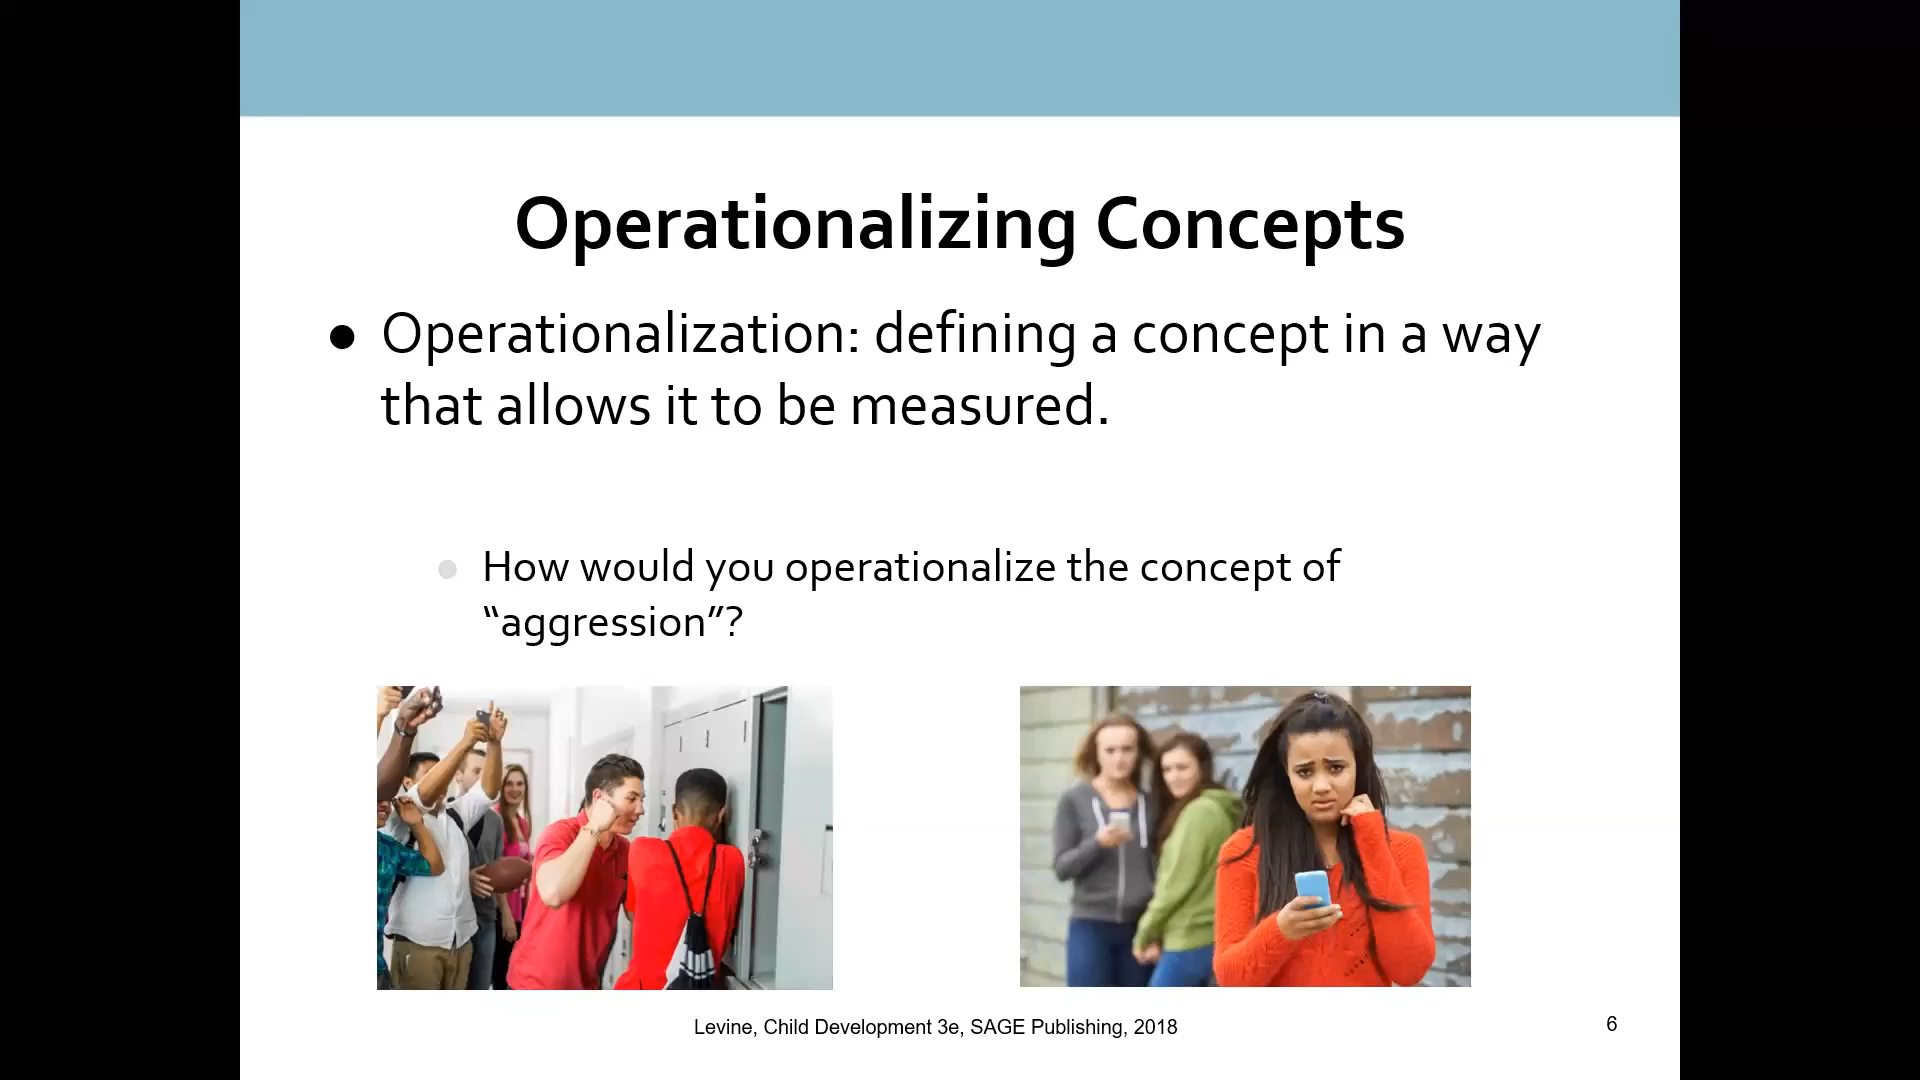 Operationalizing Concepts
● Operationalization: defining a concept in a way
that allows it to be measured.
● How would you operationalize the concept of
“aggression”?
Levine, Child Development 3e, SAGE Publishing, 2018
6